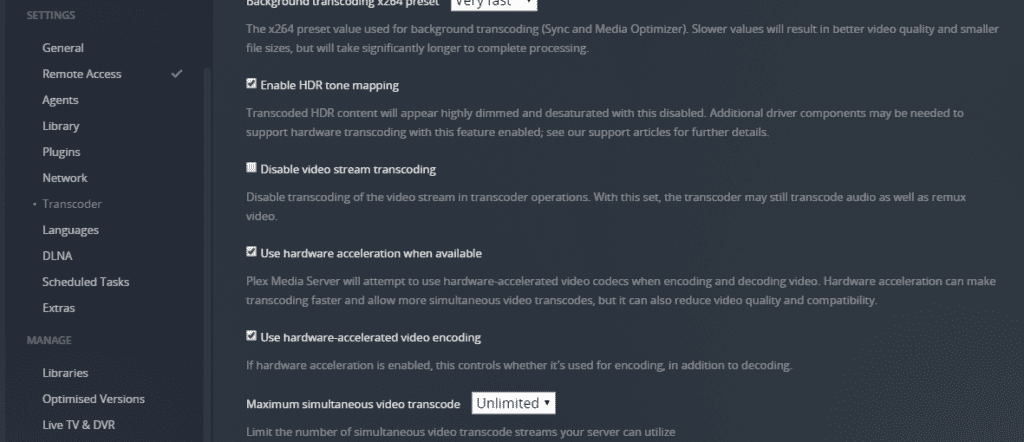 SETTINGS
General
Remote Access
Agents
Library
Plugins
Network
Transcoder
Languages
DLNA
Scheduled Tasks
Extras
MANAGE
Libraries
Optimised Versions
Live TV & DVR
Background transcoding x264 preset Very fast
The x264 preset value used for background transcoding (Sync and Media Optimizer). Slower values will result in better video quality and smaller
file sizes, but will take significantly longer to complete processing.
Enable HDR tone mapping
Transcoded HDR content will appear highly dimmed and desaturated with this disabled. Additional driver components may be needed to
support hardware transcoding with this feature enabled; see our support articles for further details.
Disable video stream transcoding
Disable transcoding of the video stream in transcoder operations. With this set, the transcoder may still transcode audio as well as remux
video.
Use hardware acceleration when available
Plex Media Server will attempt to use hardware-accelerated video codecs when encoding and decoding video. Hardware acceleration can make
transcoding faster and allow more simultaneous video transcodes, but it can also reduce video quality and compatibility.
Use hardware-accelerated video encoding
If hardware acceleration is enabled, this controls whether it's used for encoding, in addition to decoding.
Maximum simultaneous video transcode Unlimited
Limit the number of simultaneous video transcode streams your server can utilize